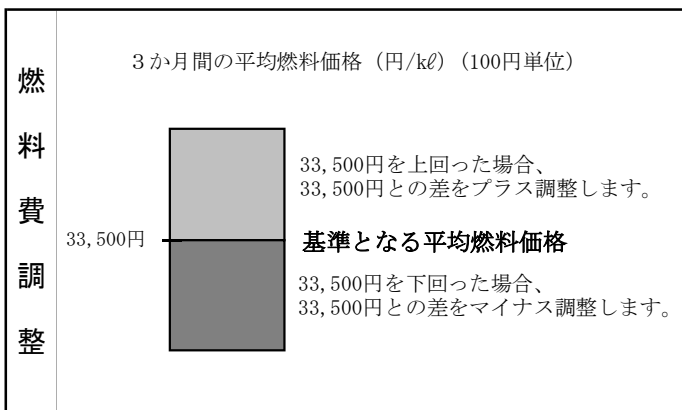 燃料費調整
３か月間の平均燃料価格（円/kℓ）(100円単位)
33,500円を上回った場合、
33,500円との差をプラス調整します。
33,500円
基準となる平均燃料価格
33,500円を下回った場合、
33,500円との差をマイナス調整します。